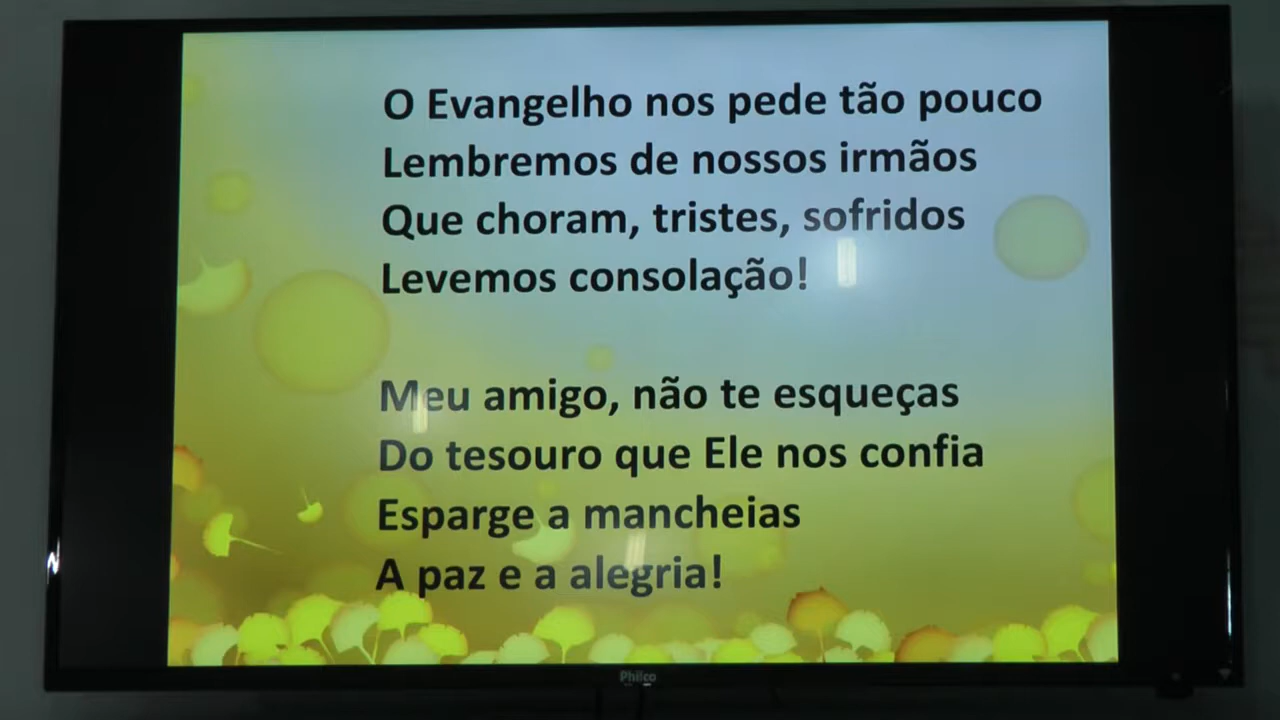 O Evangelho nos pede tão pouco
Lembremos de nossos irmãos
Que choram, tristes, sofridos
Levemos consolação!
Meu amigo, não te esqueças
Do tesouro que Ele nos confia
Esparge a mancheias
A paz e a alegria!
Philco